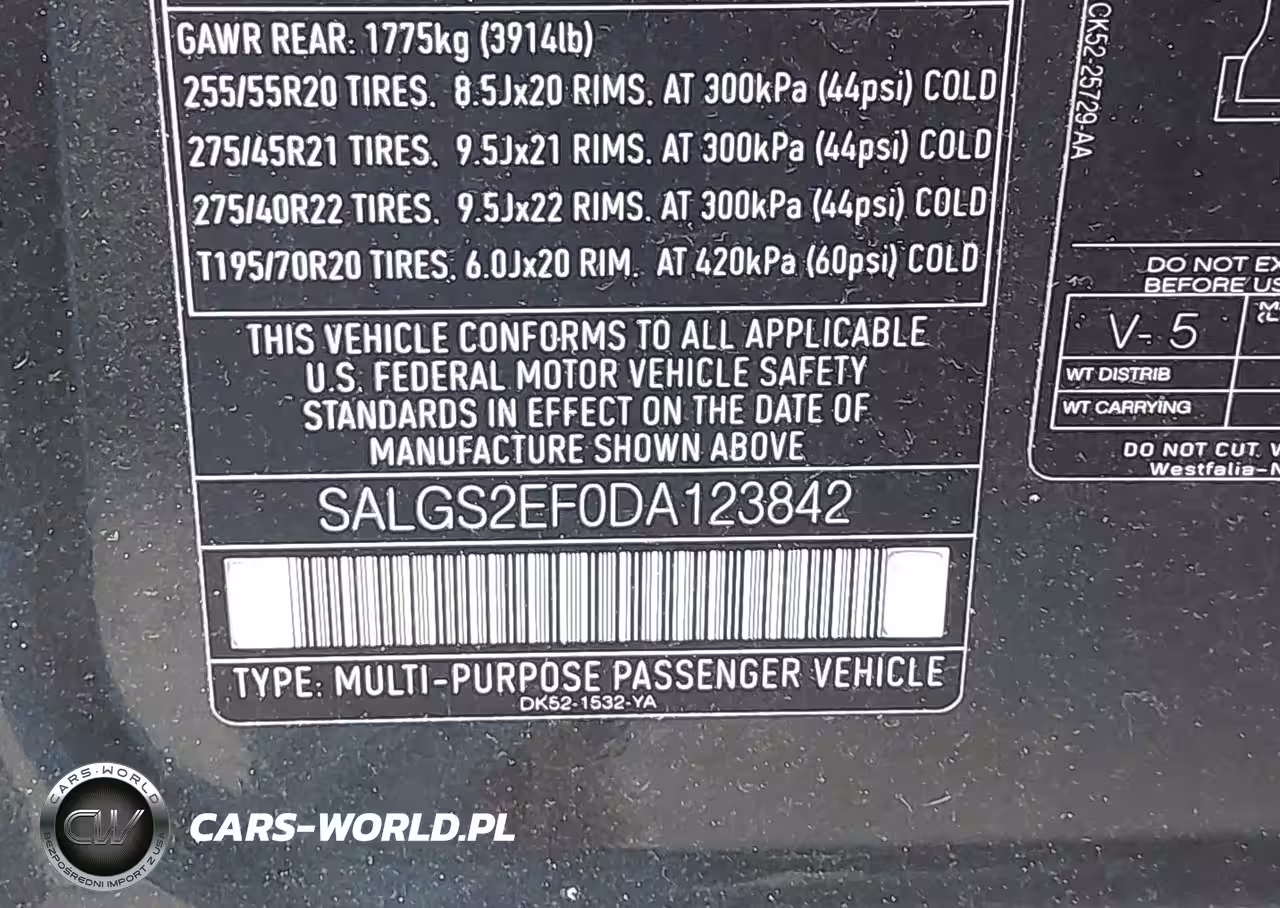 GAWR REAR: 1775kg (3914lb)
255/55R20 TIRES. 8.5Jx20 RIMS. AT 300kPa (44psi) COLD
275/45R21 TIRES. 9.5Jx21 RIMS. AT 300kPa (44psi) COLD
275/40R22 TIRES. 9.5Jx22 RIMS. AT 300kPa (44psi) COLD
T195/70R20 TIRES. 6.0Jx20 RIM. AT 420kPa (60psi) COLD
THIS VEHICLE CONFORMS TO ALL APPLICABLE
U.S. FEDERAL MOTOR VEHICLE SAFETY
STANDARDS IN EFFECT ON THE DATE OF
MANUFACTURE SHOWN ABOVE
SALGS2EF0DA123842
TYPE: MULTI-PURPOSE PASSENGER VEHICLE
DK52-1532-YA
CK52-25729-AA
DO NOT
BEFORE
V-5
WT DISTRIB
WT CARRYING
DO NOT CUT
Westfalia-
CARS-WORLD
CW
BEZPOŚREDNI IMPORT Z USA
CARS-WORLD.PL